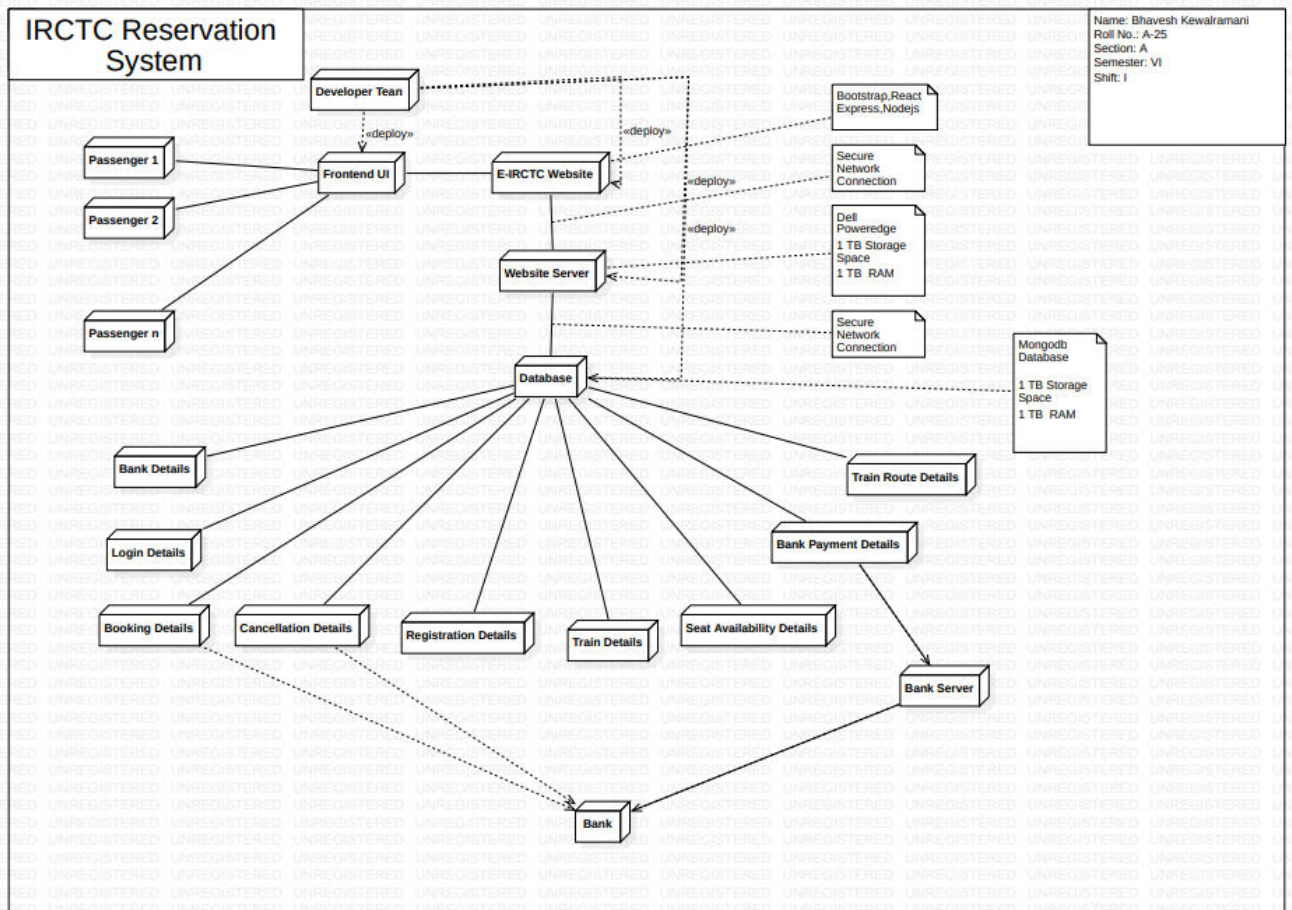 IRCTC Reservation
System
Name: Bhavesh Kewalramani
Roll No.: A-25
Section: A
Semester: VI
Shift: I
Developer Tean
Bootstrap,React
Express,Nodejs
«deploy»
«deploy»
Passenger 1
Frontend UI
E-IRCTC Website
Secure
Network
Connection
«deploy»
Passenger 2
Dell
Poweredge
1 TB Storage
Space
1 TB RAM
«deploy»
Website Server
Passenger n
Secure
Network
Connection
Mongodb
Database
1 TB Storage
Space
1 TB RAM
Database
Bank Details
Train Route Details
Login Details
Bank Payment Details
Booking Details
Cancellation Details
Registration Details
Train Details
Seat Availability Details
Bank Server
Bank
UNREGISTERED